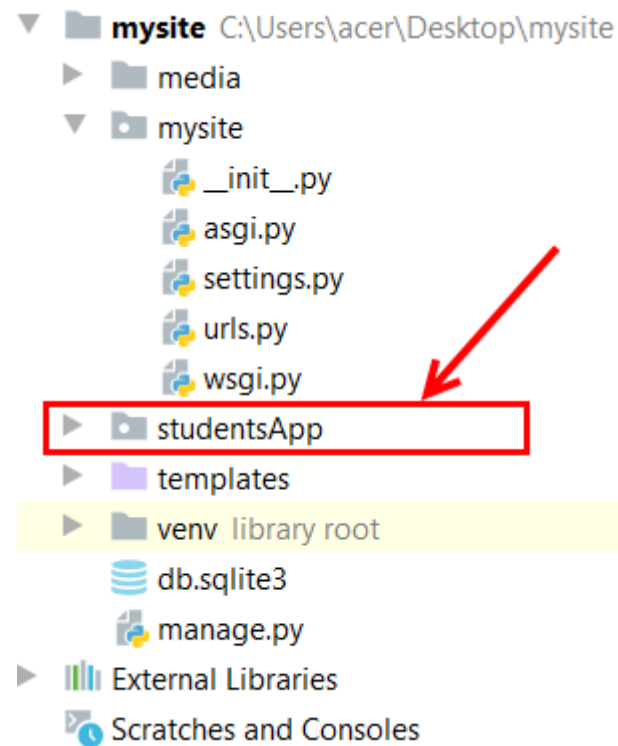 mysite C:\Users\acer\Desktop\mysite
media
mysite
__init__.py
asgi.py
settings.py
urls.py
wsgi.py
studentsApp
templates
venv library root
db.sqlite3
manage.py
External Libraries
Scratches and Consoles